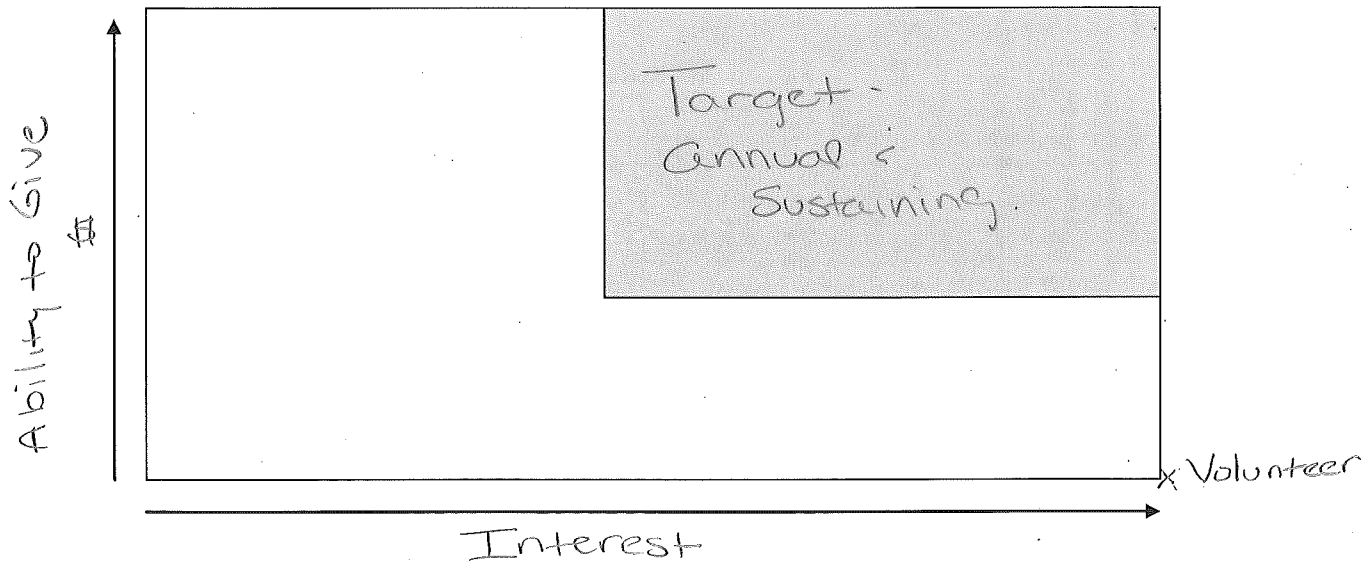 Target -
Annual &
Sustaining.
Ability to Give
$
x Volunteer
Interest